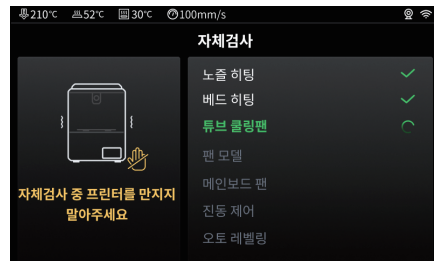 210℃ 52℃ 30℃ 100mm/s
자체검사
노즐 히팅
베드 히팅
튜브 쿨링팬
팬 모델
메인보드 팬
진동 제어
오토 레벨링
자체검사 중 프린터를 만지지
말아주세요